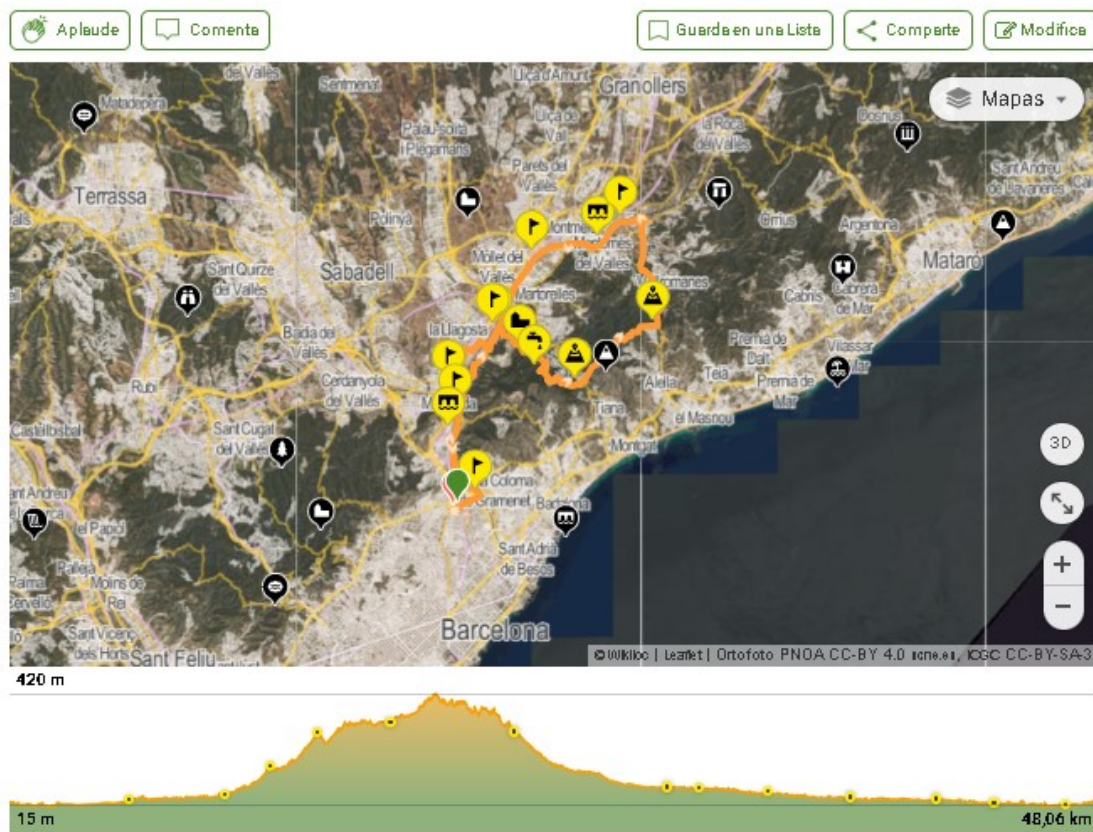 Aplaude
Comenta
Guarda en una Lista
Comparte
Modifica
Mapas
del Vallès
Sentmenat
Lliçà d'Amunt
Granollers
Matadepera
Lliçà de
Vall
Palau-solità
i Plegamans
la Roca
del Vallès
Dosrius
Parets del
Vallès
Sant Andreu
de Llavaneres
Terrassa
Polinyà
Òrrius
Argentona
Sant Quirze
del Vallès
Sabadell
Mollet del
Vallès
Montmeló
del Vallès
Mataró
Martorelles
Cabrils
Cabrera
de Mar
la Llagosta
Badia del
Vallès
Premià de
Dalt
Vilassar
Mar
Rubí
Cerdanyola
del Vallès
Alella
Teià
Premià de
Mar
Castellbisbal
Sant Cugat
del Vallès
Tiana
el Masnou
Montgat
3D
la Coloma
Gramenet
Badalona
el Papiol
Sant Adrià
de Besòs
Pallejà
Molins de
Rei
Sant Vicenç
dels Horts
Sant Feliu
Barcelona
+
−
© Wikiloc | Leaflet | Ortofoto PNOA CC-BY 4.0 scne.es, ICGC CC-BY-SA-3
420 m
15 m
48,06 km